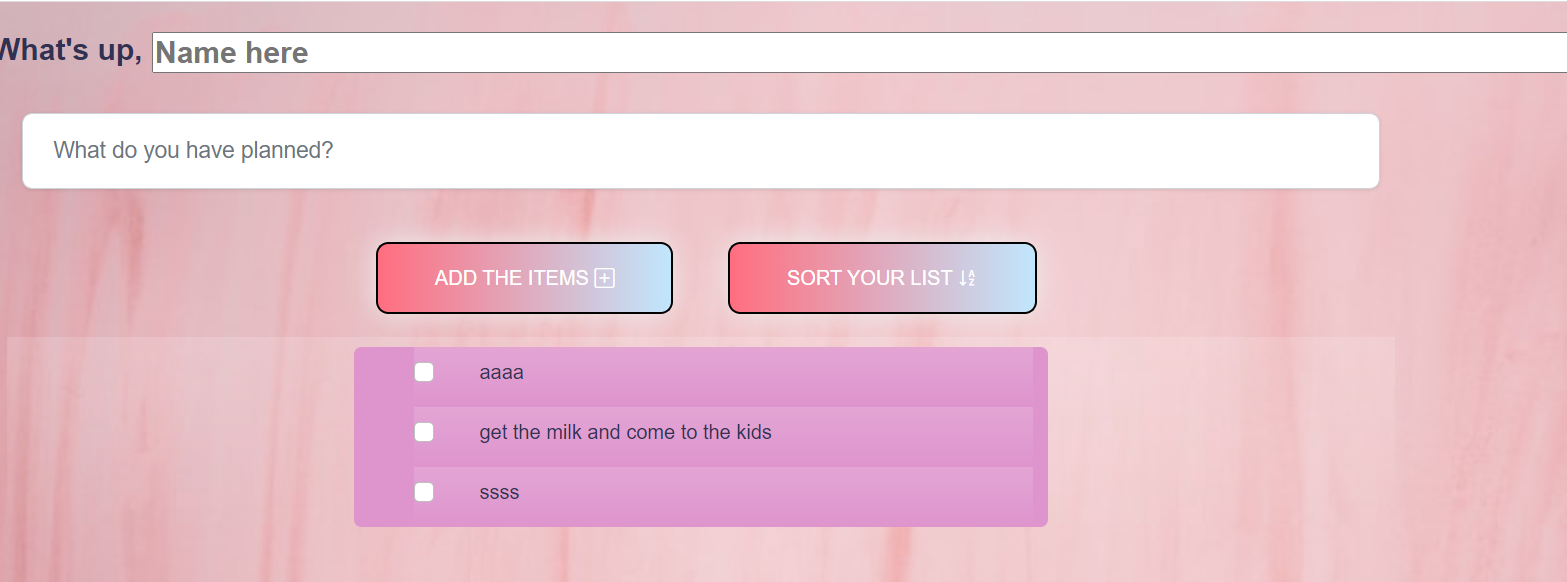 What's up, Name here
What do you have planned?
ADD THE ITEMS
SORT YOUR LIST
aaaa
get the milk and come to the kids
ssss